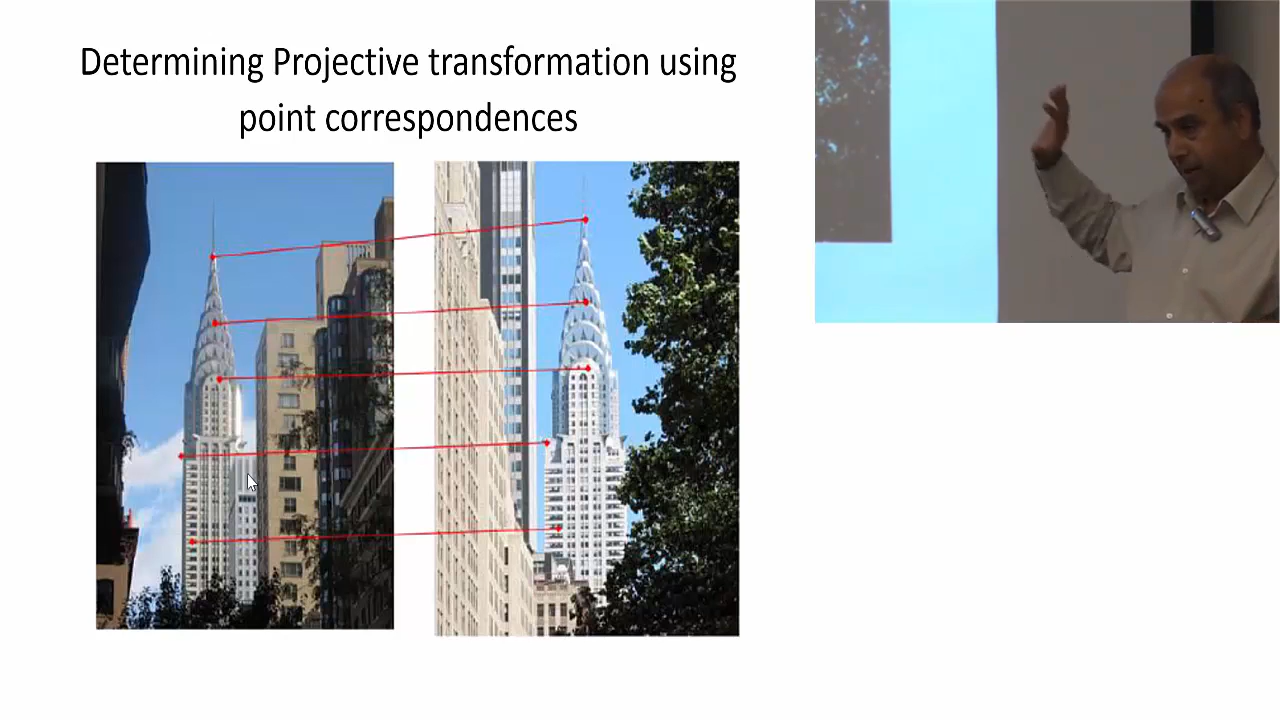 Determining Projective transformation using
point correspondences